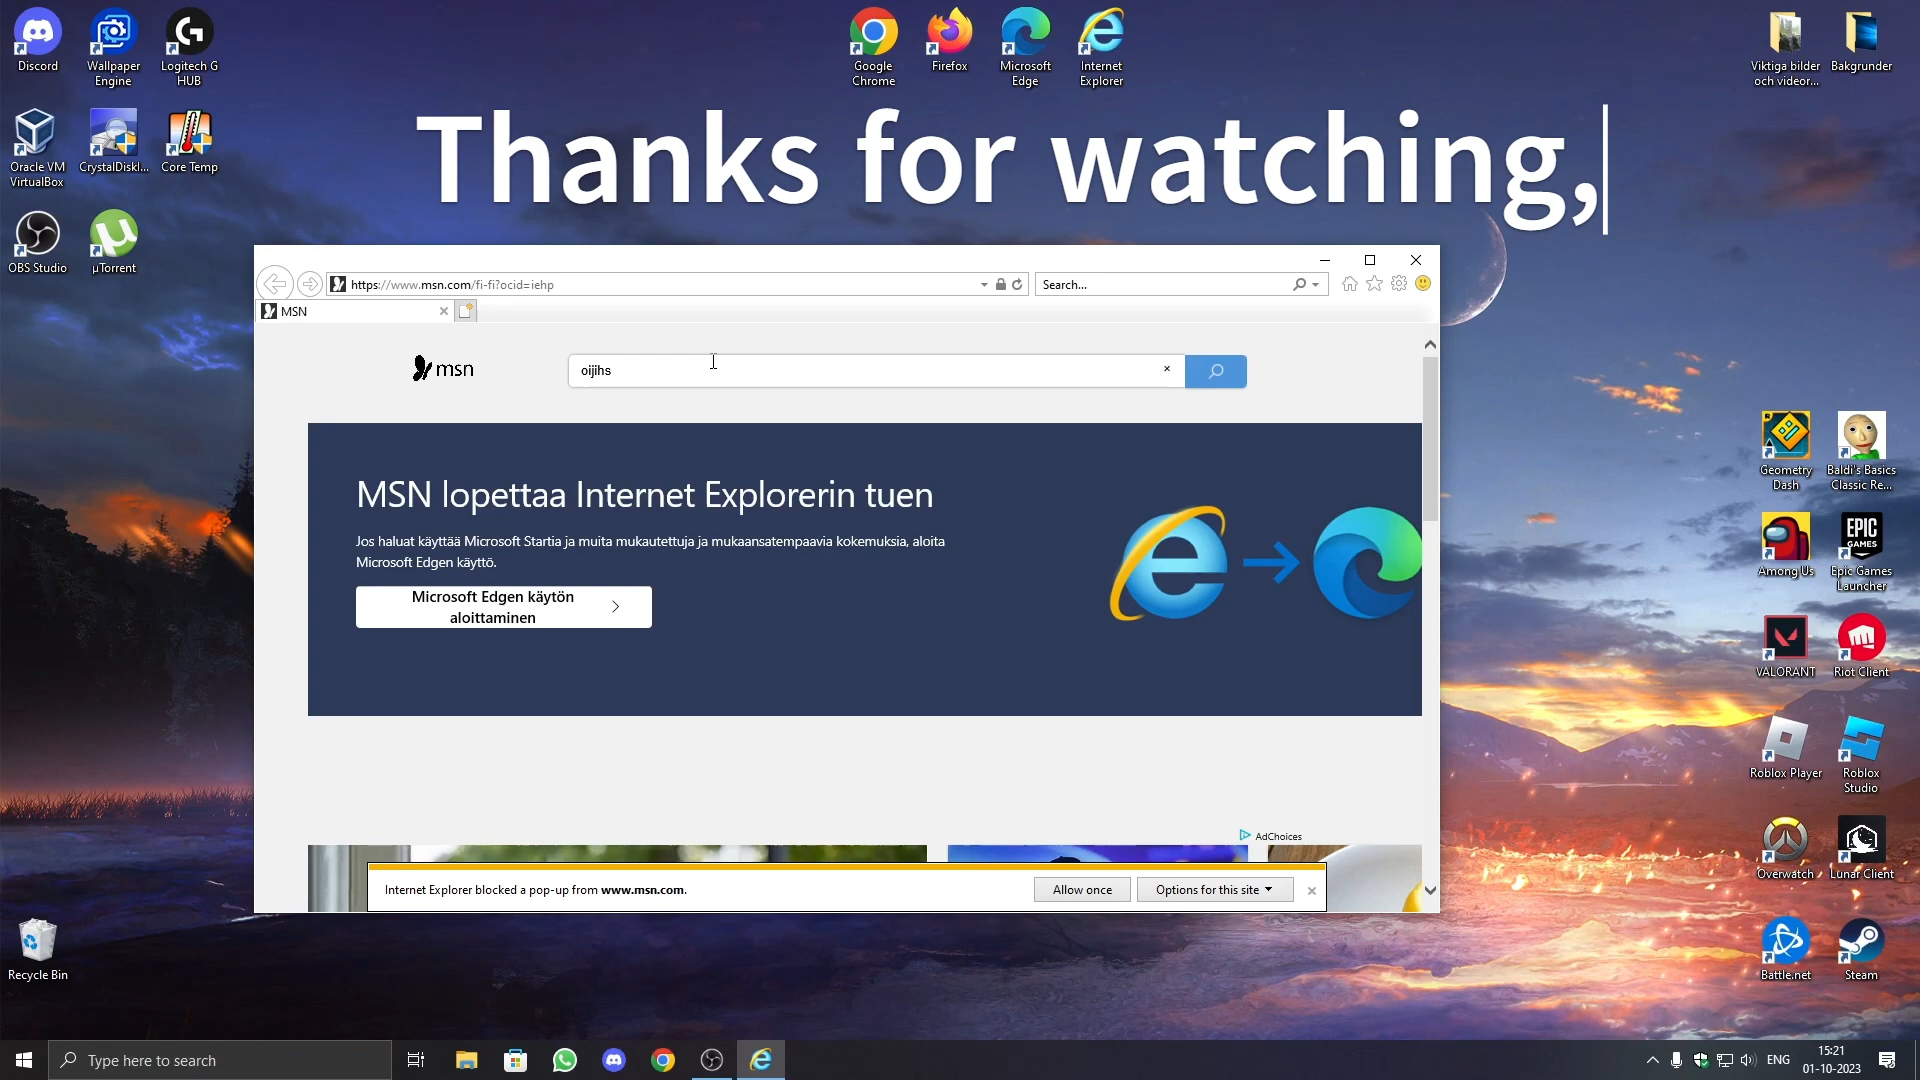 Discord
Wallpaper
Engine
Logitech G
HUB
Google
Chrome
Firefox
Microsoft
Edge
Internet
Explorer
Viktiga bilder
och videor...
Bakgrunder
Oracle VM
VirtualBox
CrystalDiskI...
Core Temp
Thanks for watching,
OBS Studio
µTorrent
https://www.msn.com/fi-fi?ocid=iehp
Search...
MSN
msn
oijihs
MSN lopettaa Internet Explorerin tuen
Jos haluat käyttää Microsoft Startia ja muita mukautettuja ja mukaansatempaavia kokemuksia, aloita
Microsoft Edgen käyttö.
Microsoft Edgen käytön
aloittaminen
AdChoices
Internet Explorer blocked a pop-up from www.msn.com.
Allow once
Options for this site
Geometry
Dash
Baldi's Basics
Classic Re...
Among Us
EPIC
GAMES
Epic Games
Launcher
VALORANT
Riot Client
Roblox Player
Roblox
Studio
Overwatch
Lunar Client
Battle.net
Steam
Recycle Bin
Type here to search
ENG
15:21
01-10-2023